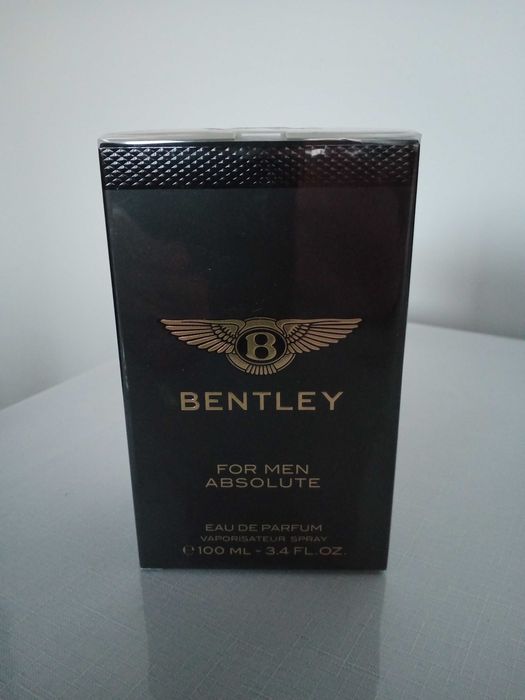 B
BENTLEY
FOR MEN
ABSOLUTE
EAU DE PARFUM
VAPORISATEUR SPRAY
℮ 100 ML - 3.4 FL.OZ.